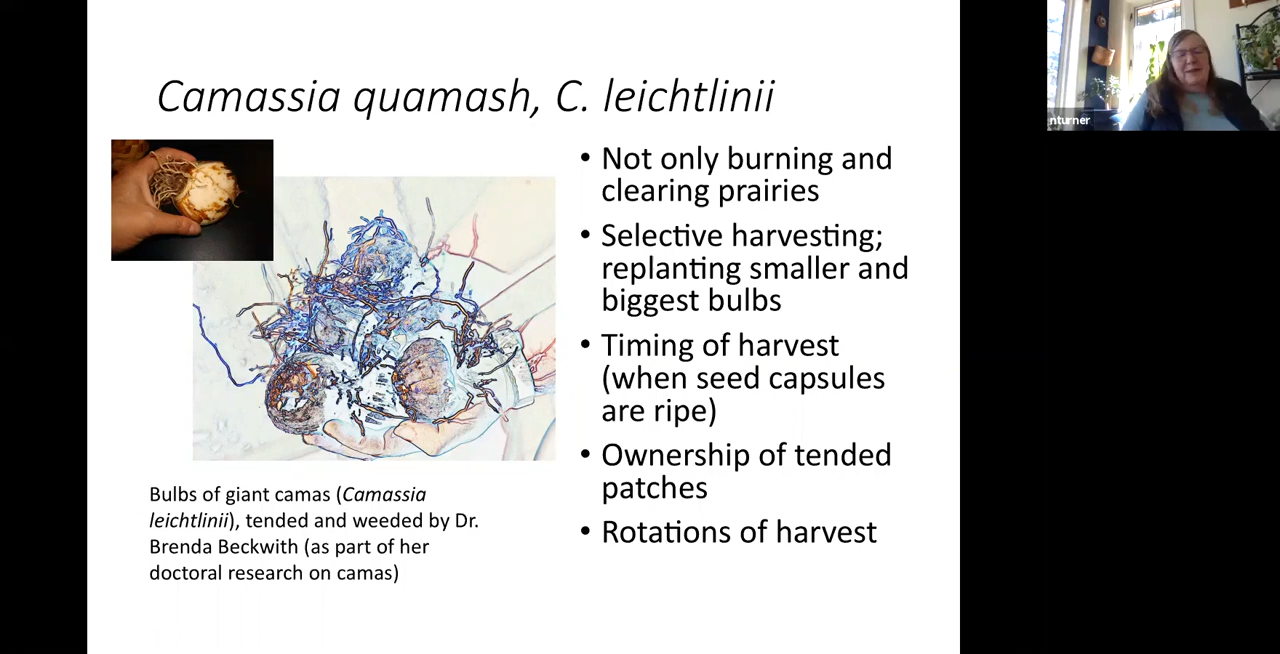 Camassia quamash, C. leichtlinii
• Not only burning and
clearing prairies
• Selective harvesting;
replanting smaller and
biggest bulbs
• Timing of harvest
(when seed capsules
are ripe)
• Ownership of tended
patches
• Rotations of harvest
Bulbs of giant camas (Camassia
leichtlinii), tended and weeded by Dr.
Brenda Beckwith (as part of her
doctoral research on camas)
nturner